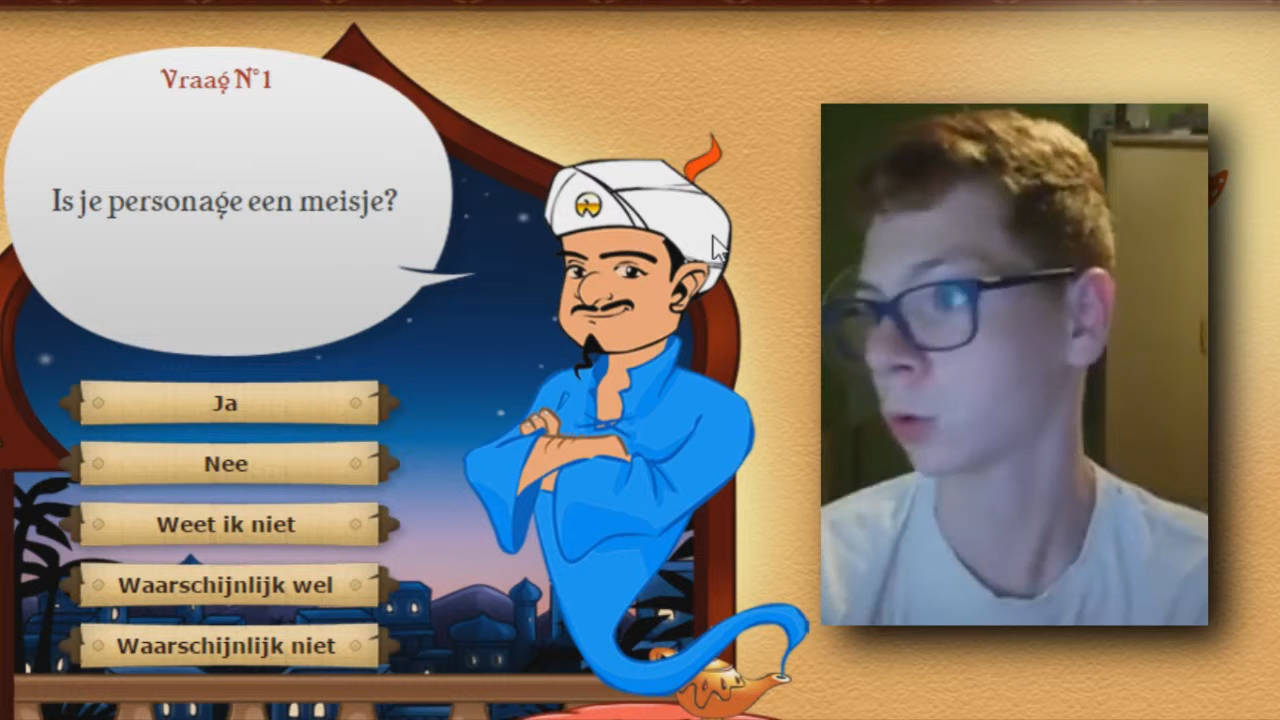 Vraag N°1
Is je personage een meisje?
Ja
Nee
Weet ik niet
Waarschijnlijk wel
Waarschijnlijk niet